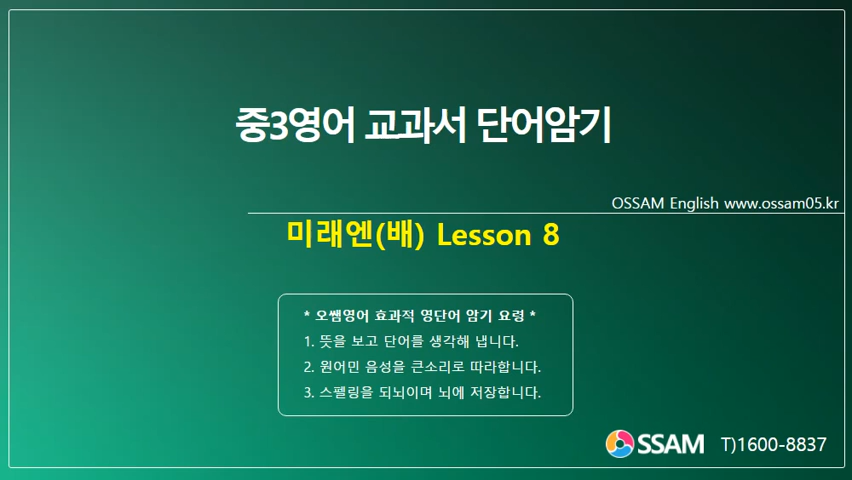 중3영어 교과서 단어암기
OSSAM English www.ossam05.kr
미래엔(배) Lesson 8
* 오쌤영어 효과적 영단어 암기 요령 *
1. 뜻을 보고 단어를 생각해 냅니다.
2. 원어민 음성을 큰소리로 따라합니다.
3. 스펠링을 되뇌이며 뇌에 저장합니다.
OSSAM T)1600-8837